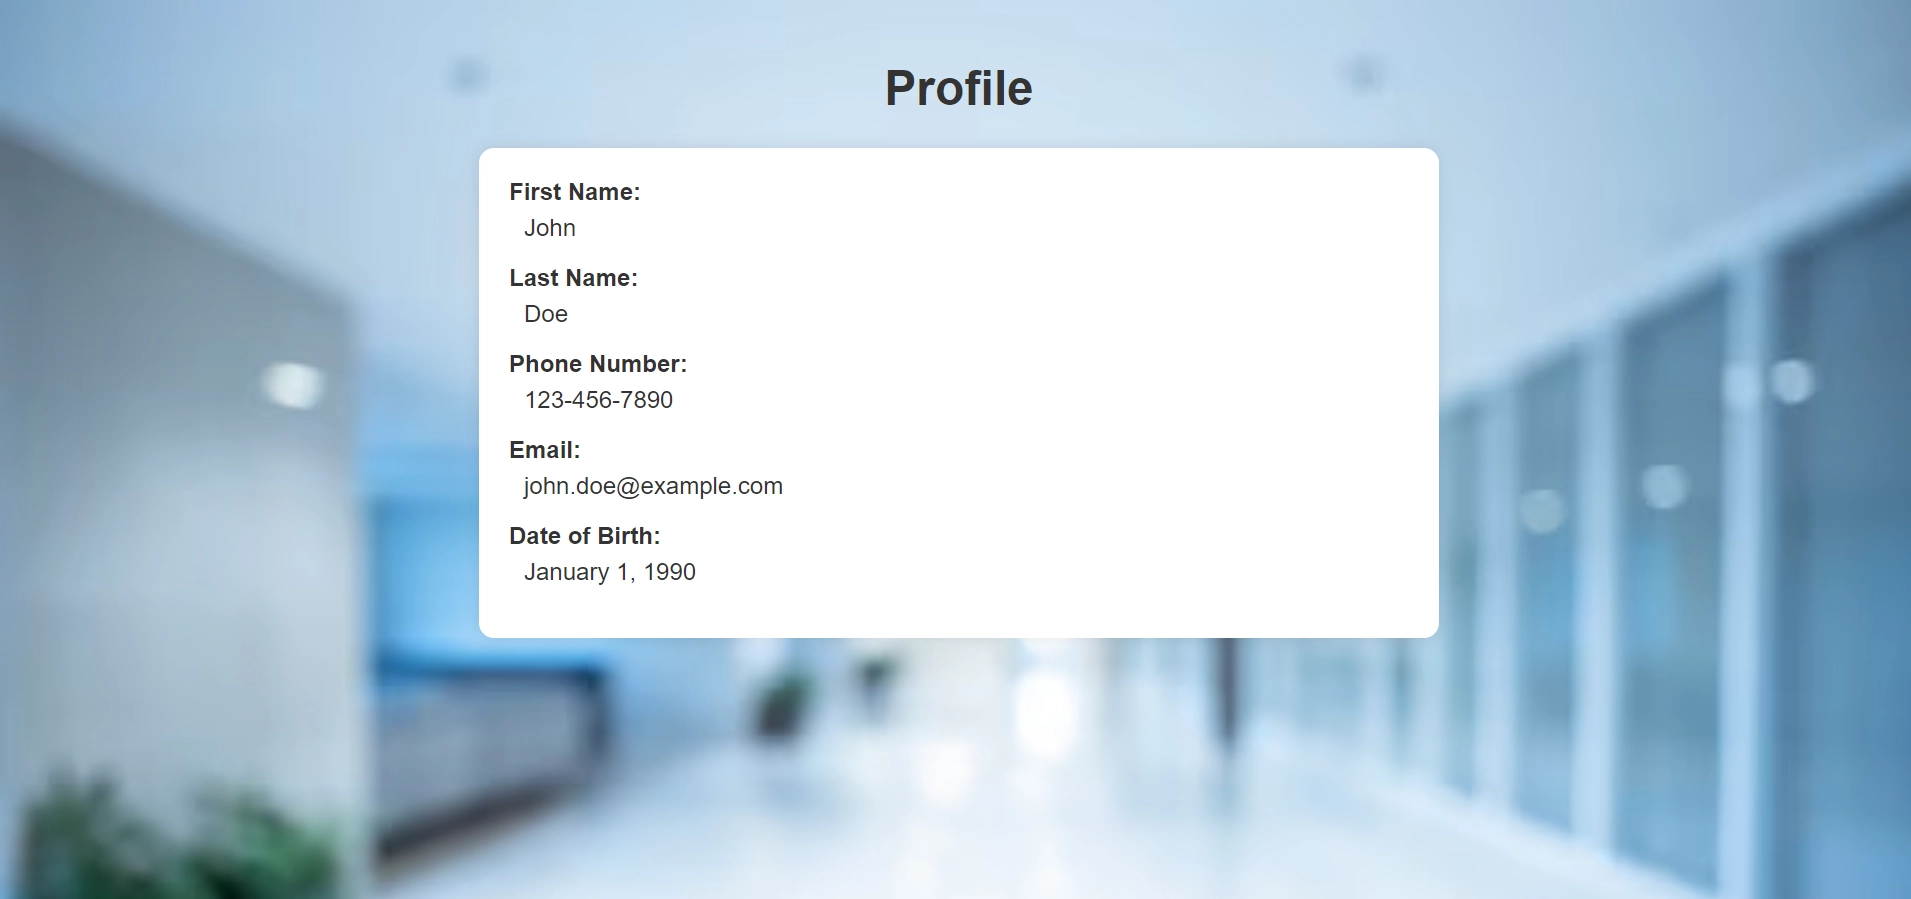 Profile
First Name:
John
Last Name:
Doe
Phone Number:
123-456-7890
Email:
john.doe@example.com
Date of Birth:
January 1, 1990